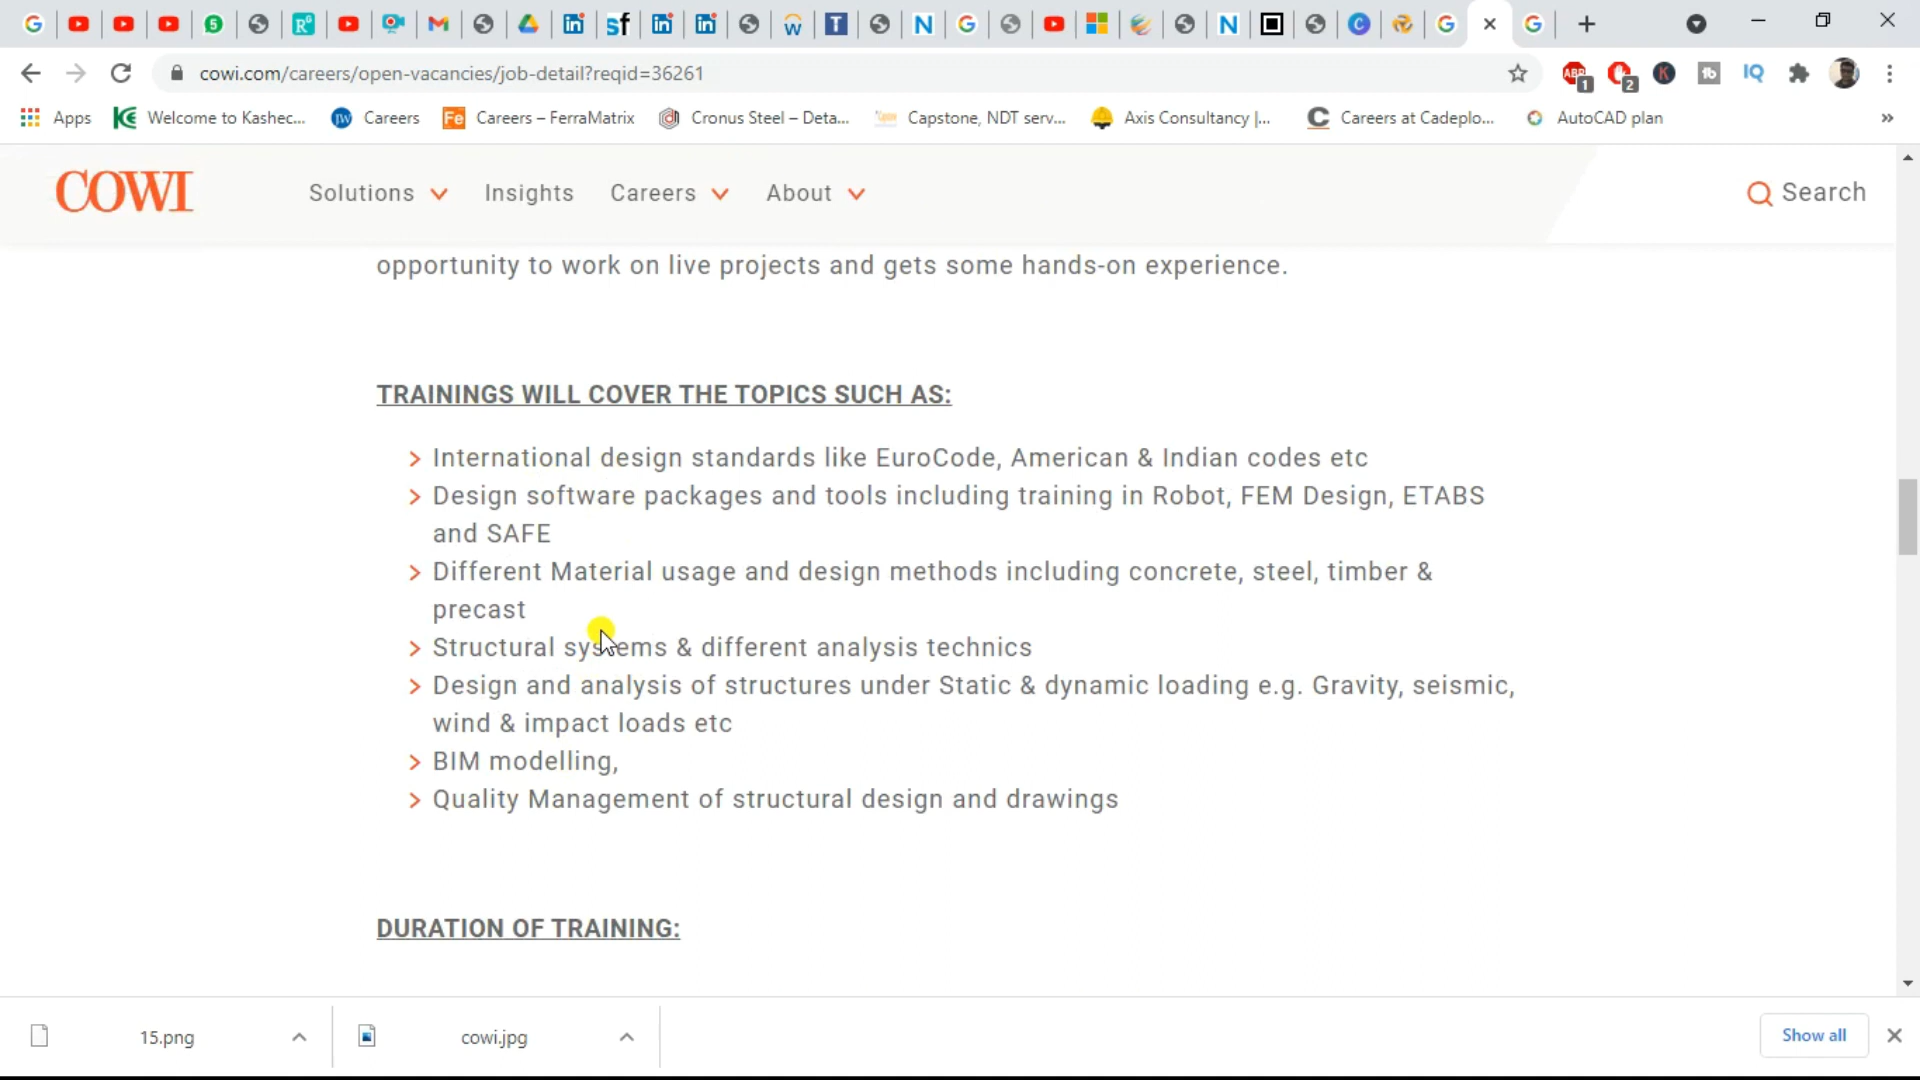 cowi.com/careers/open-vacancies/job-detail?reqid=36261
Apps Welcome to Kashec... Careers Careers – FerraMatrix Cronus Steel – Deta... Capstone, NDT serv... Axis Consultancy |... Careers at Cadeplo... AutoCAD plan »
COWI Solutions Insights Careers About Search
opportunity to work on live projects and gets some hands-on experience.
TRAININGS WILL COVER THE TOPICS SUCH AS:
International design standards like EuroCode, American & Indian codes etc
Design software packages and tools including training in Robot, FEM Design, ETABS
and SAFE
Different Material usage and design methods including concrete, steel, timber &
precast
Structural systems & different analysis technics
Design and analysis of structures under Static & dynamic loading e.g. Gravity, seismic,
wind & impact loads etc
BIM modelling,
Quality Management of structural design and drawings
DURATION OF TRAINING:
15.png cowi.jpg Show all